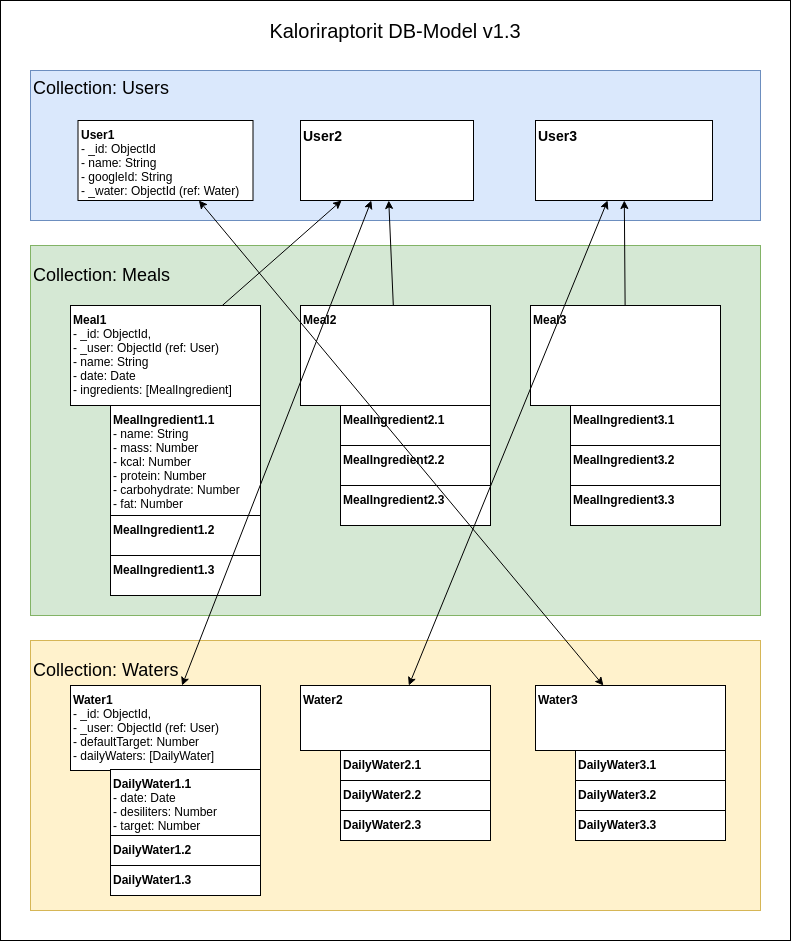 Kaloriraptorit DB-Model v1.3
Collection: Users
User1
- _id: ObjectId
- name: String
- googleId: String
- _water: ObjectId (ref: Water)
User2
User3
Collection: Meals
Meal1
- _id: ObjectId,
- _user: ObjectId (ref: User)
- name: String
- date: Date
- ingredients: [MealIngredient]
MealIngredient1.1
- name: String
- mass: Number
- kcal: Number
- protein: Number
- carbohydrate: Number
- fat: Number
MealIngredient1.2
MealIngredient1.3
Meal2
MealIngredient2.1
MealIngredient2.2
MealIngredient2.3
Meal3
MealIngredient3.1
MealIngredient3.2
MealIngredient3.3
Collection: Waters
Water1
- _id: ObjectId,
- _user: ObjectId (ref: User)
- defaultTarget: Number
- dailyWaters: [DailyWater]
DailyWater1.1
- date: Date
- desiliters: Number
- target: Number
DailyWater1.2
DailyWater1.3
Water2
DailyWater2.1
DailyWater2.2
DailyWater2.3
Water3
DailyWater3.1
DailyWater3.2
DailyWater3.3